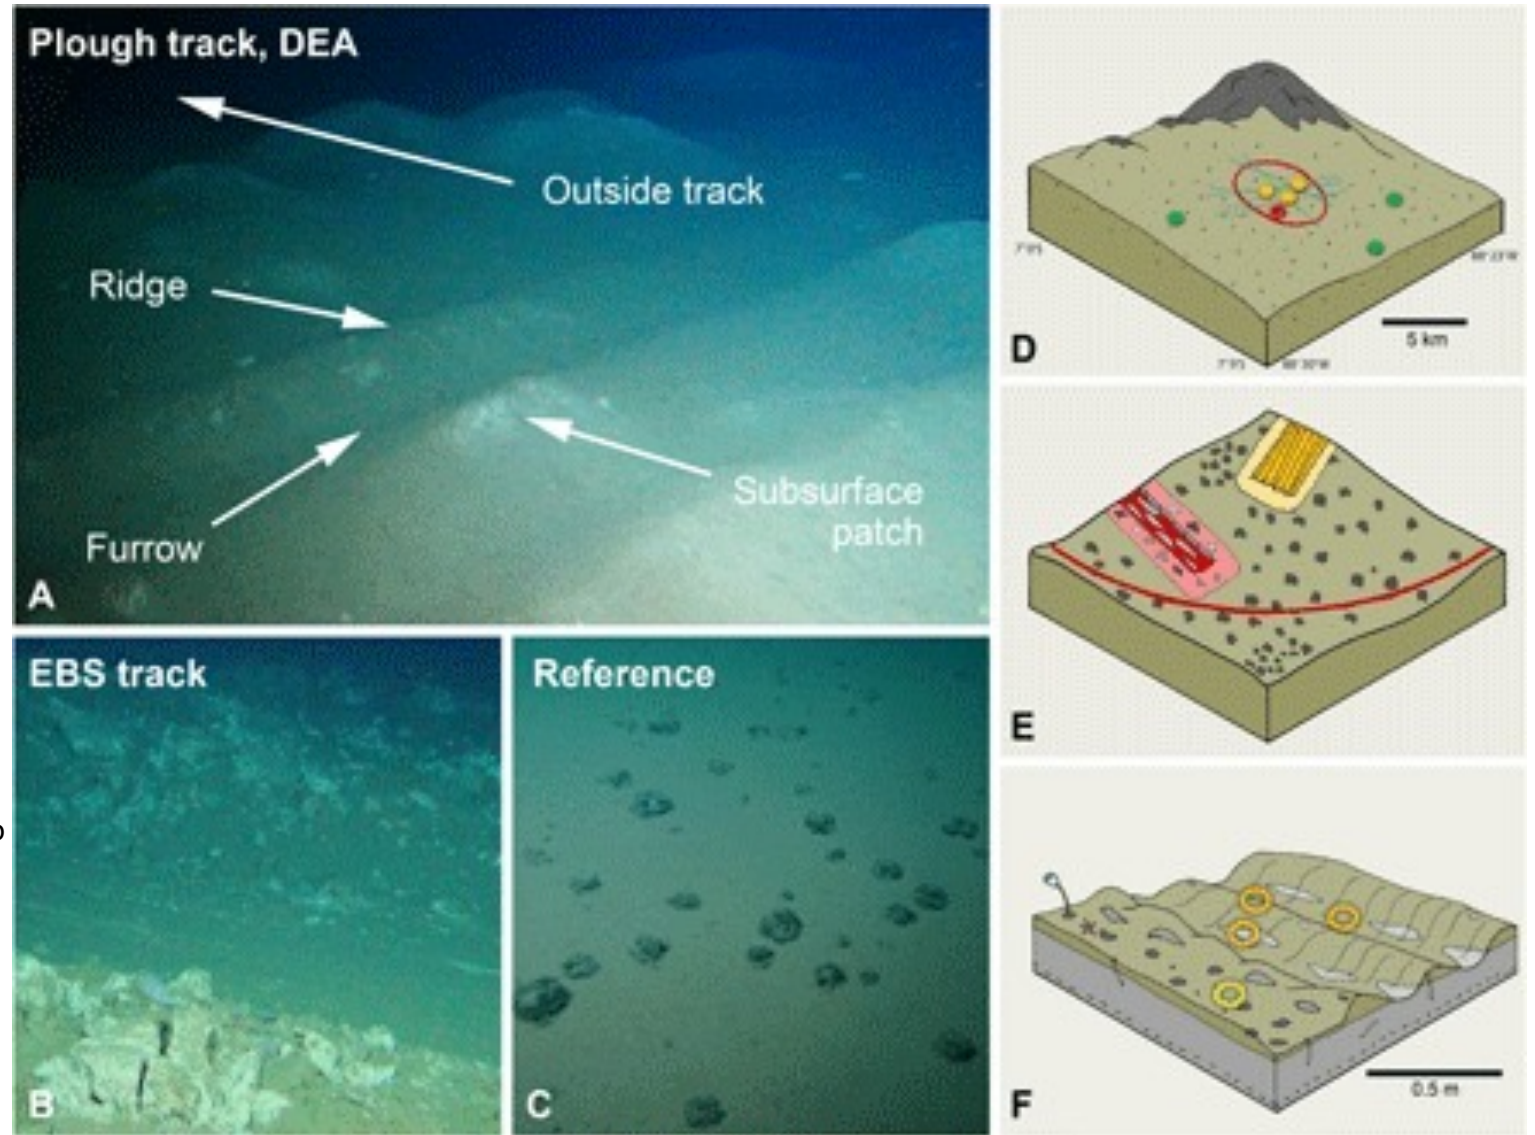 Plough track, DEA
Outside track
Ridge
Subsurface
patch
Furrow
A
EBS track
B
Reference
C
5 km
D
E
0.5 m
F